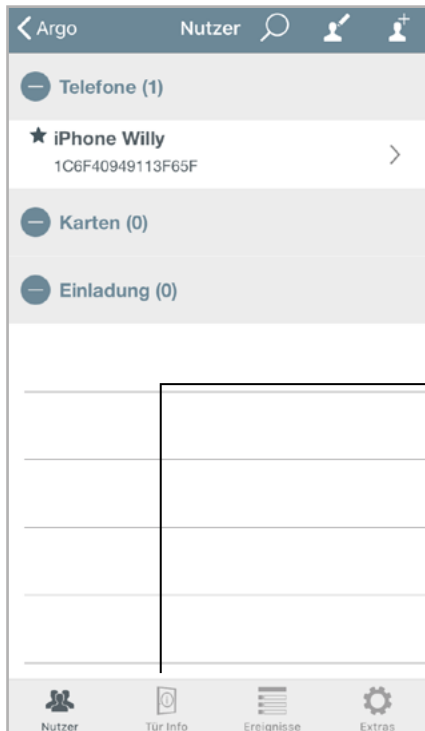 Argo Nutzer
Telefone (1)
iPhone Willy
1C6F40949113F65F
Karten (0)
Einladung (0)
Nutzer Tür Info Ereignisse Extras